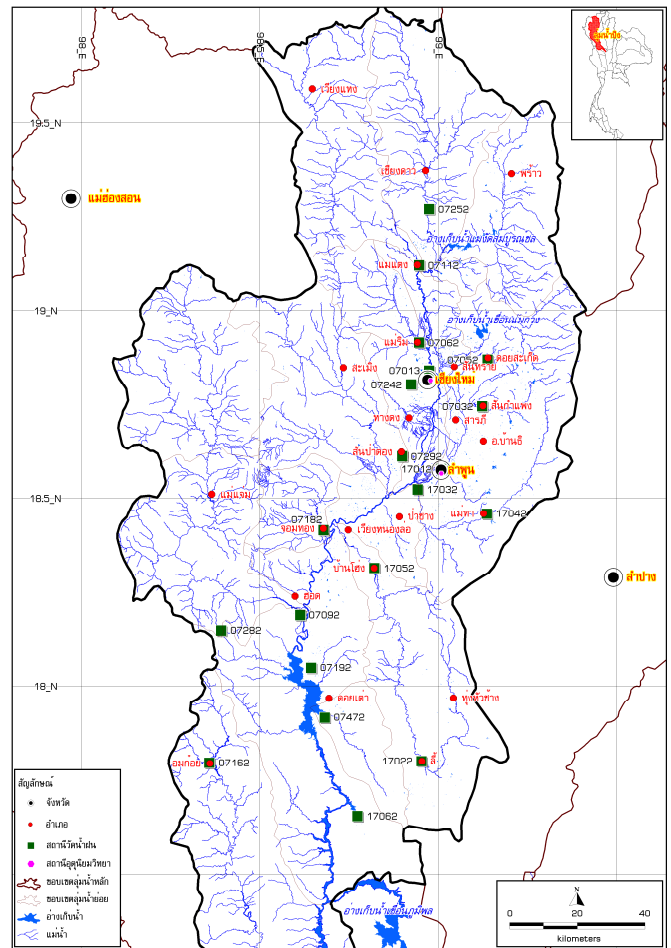 98_E
98.5_E
99_E
ลุ่มน้ำปิง
เวียงแหง
19.5_N
เชียงดาว
พร้าว
แม่ฮ่องสอน
07252
อ่างเก็บน้ำแม่งัดสมบูรณชล
แม่แตง
07112
19_N
อ่างเก็บน้ำเขื่อนแม่กวง
แม่ริม
07062
07052
ดอยสะเก็ด
สะเมิง
07013
สันทราย
เชียงใหม่
07242
07032
สันกำแพง
หางดง
สารภี
อ.บานธิ
สันป่าตอง
07292
17012
ลำพูน
18.5_N
แม่แจม
17032
07182
ป่าซาง
แมทา
17042
จอมทอง
เวียงหนองลอ
บ้านโฮ่ง
17052
ลำปาง
ฮอด
07092
07282
18_N
07192
ดอยเต่า
ทุ่งหัวช้าง
07472
อมก๋อย
07162
17022
ลี้
17062
สัญลักษณ์
จังหวัด
อำเภอ
สถานีวัดน้ำฝน
สถานีอุตุนิยมวิทยา
ขอบเขตลุ่มน้ำหลัก
ขอบเขตลุ่มน้ำย่อย
อ่างเก็บน้ำ
แม่น้ำ
อ่างเก็บน้ำเขื่อนภูมิพล
N
0 20 40
kilometers